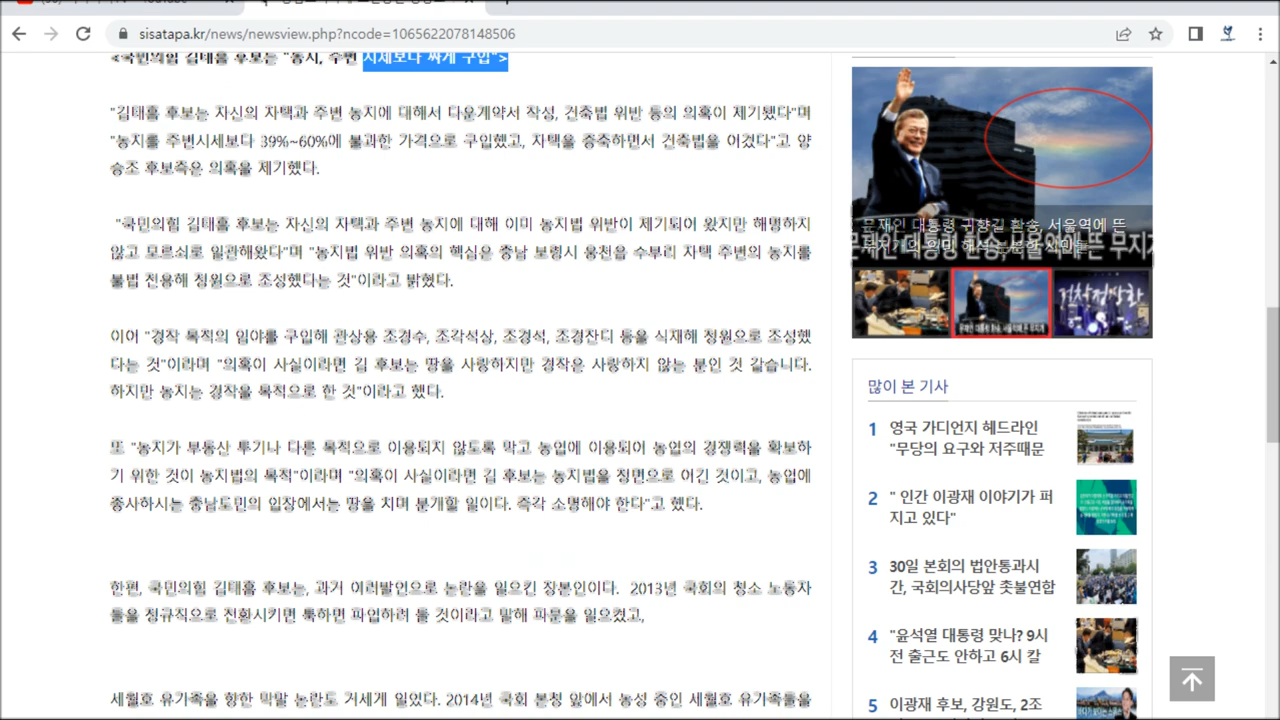 sisatapa.kr/news/newsview.php?ncode=1065622078148506
<국민의힘 김태흠 후보는 "농지, 주변 시세보다 싸게 구입">
"김태흠 후보는 자신의 자택과 주변 농지에 대해서 다운계약서 작성, 건축법 위반 등의 의혹이 제기됐다"며
"농지를 주변시세보다 39%~60%에 불과한 가격으로 구입했고, 자택을 증축하면서 건축법을 어겼다"고 양
승조 후보측은 의혹을 제기했다.
"국민의힘 김태흠 후보는 자신의 자택과 주변 농지에 대해 이미 농지법 위반이 제기되어 왔지만 해명하지
않고 모르쇠로 일관해왔다"며 "농지법 위반 의혹의 핵심은 충남 보령시 웅천읍 수부리 자택 주변의 농지를
불법 전용해 정원으로 조성했다는 것"이라고 밝혔다.
이어 "경작 목적의 임야를 구입해 관상용 조경수, 조각석상, 조경석, 조경잔디 등을 식재해 정원으로 조성했
다는 것"이라며 "의혹이 사실이라면 김 후보는 땅을 사랑하지만 경작은 사랑하지 않는 분인 것 같습니다.
하지만 농지는 경작을 목적으로 한 것"이라고 했다.
또 "농지가 부동산 투기나 다른 목적으로 이용되지 않도록 막고 농업에 이용되어 농업의 경쟁력을 확보하
기 위한 것이 농지법의 목적"이라며 "의혹이 사실이라면 김 후보는 농지법을 정면으로 어긴 것이고, 농업에
종사하시는 충남도민의 입장에서는 땅을 치며 분개할 일이다. 즉각 소명해야 한다"고 했다.
한편, 국민의힘 김태흠 후보는, 과거 여러발언으로 논란을 일으킨 장본인이다. 2013년 국회의 청소 노동자
들을 정규직으로 전환시키면 툭하면 파업하려 들 것이라고 말해 파문을 일으켰고,
세월호 유가족을 향한 막말 논란도 거세게 일었다. 2014년 국회 본청 앞에서 농성 중인 세월호 유가족들을
문재인 대통령 귀향길 환송, 서울역에 뜬
무지개의 의미 해석 분분한 시민들
많이 본 기사
1 영국 가디언지 헤드라인
"무당의 요구와 저주때문
2 " 인간 이광재 이야기가 퍼
지고 있다"
3 30일 본회의 법안통과시
간, 국회의사당앞 촛불연합
4 "윤석열 대통령 맞나? 9시
전 출근도 안하고 6시 칼
5 이광재 후보, 강원도, 2조